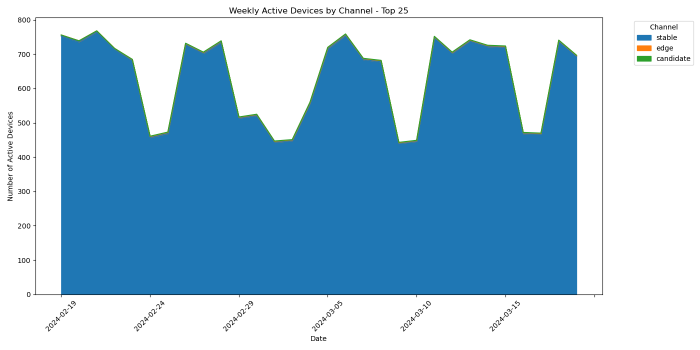 Weekly Active Devices by Channel - Top 25
Number of Active Devices
800
700
600
500
400
300
200
100
0
2024-02-19
2024-02-24
2024-02-29
2024-03-05
2024-03-10
2024-03-15
Date
Channel
stable
edge
candidate